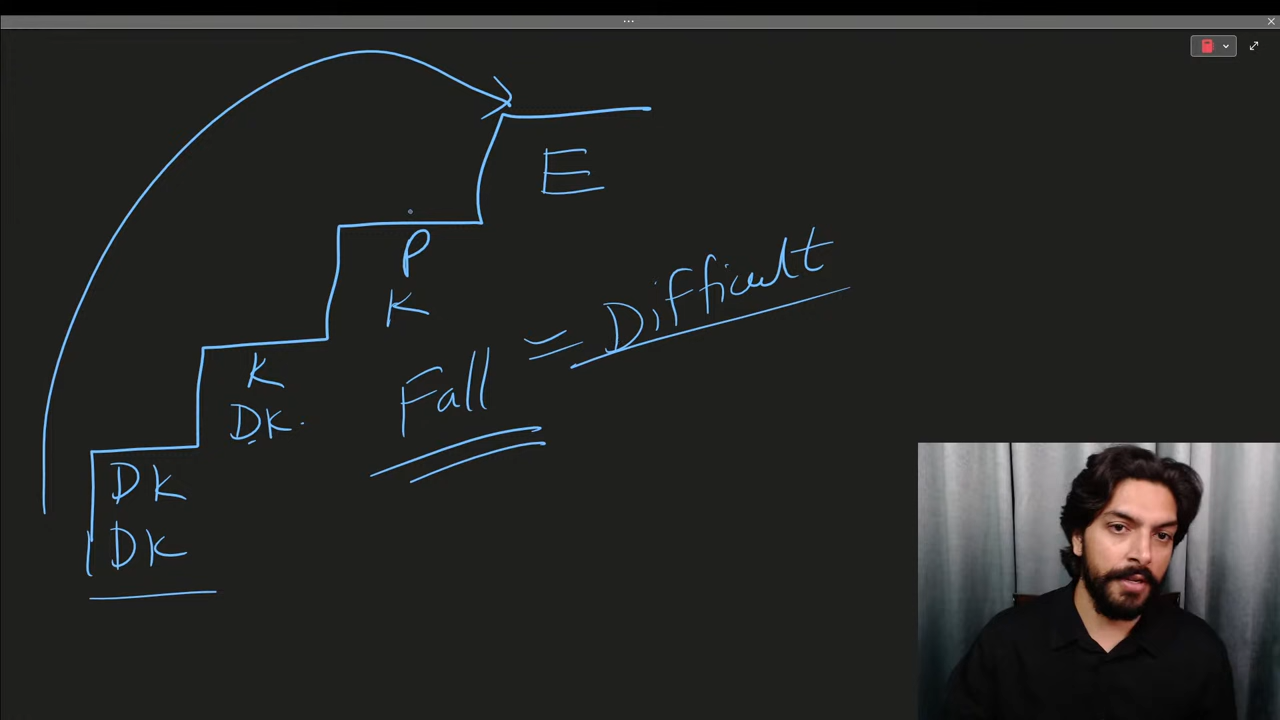 E
P
K
K
DK.
Fall = Difficult
DK
DK